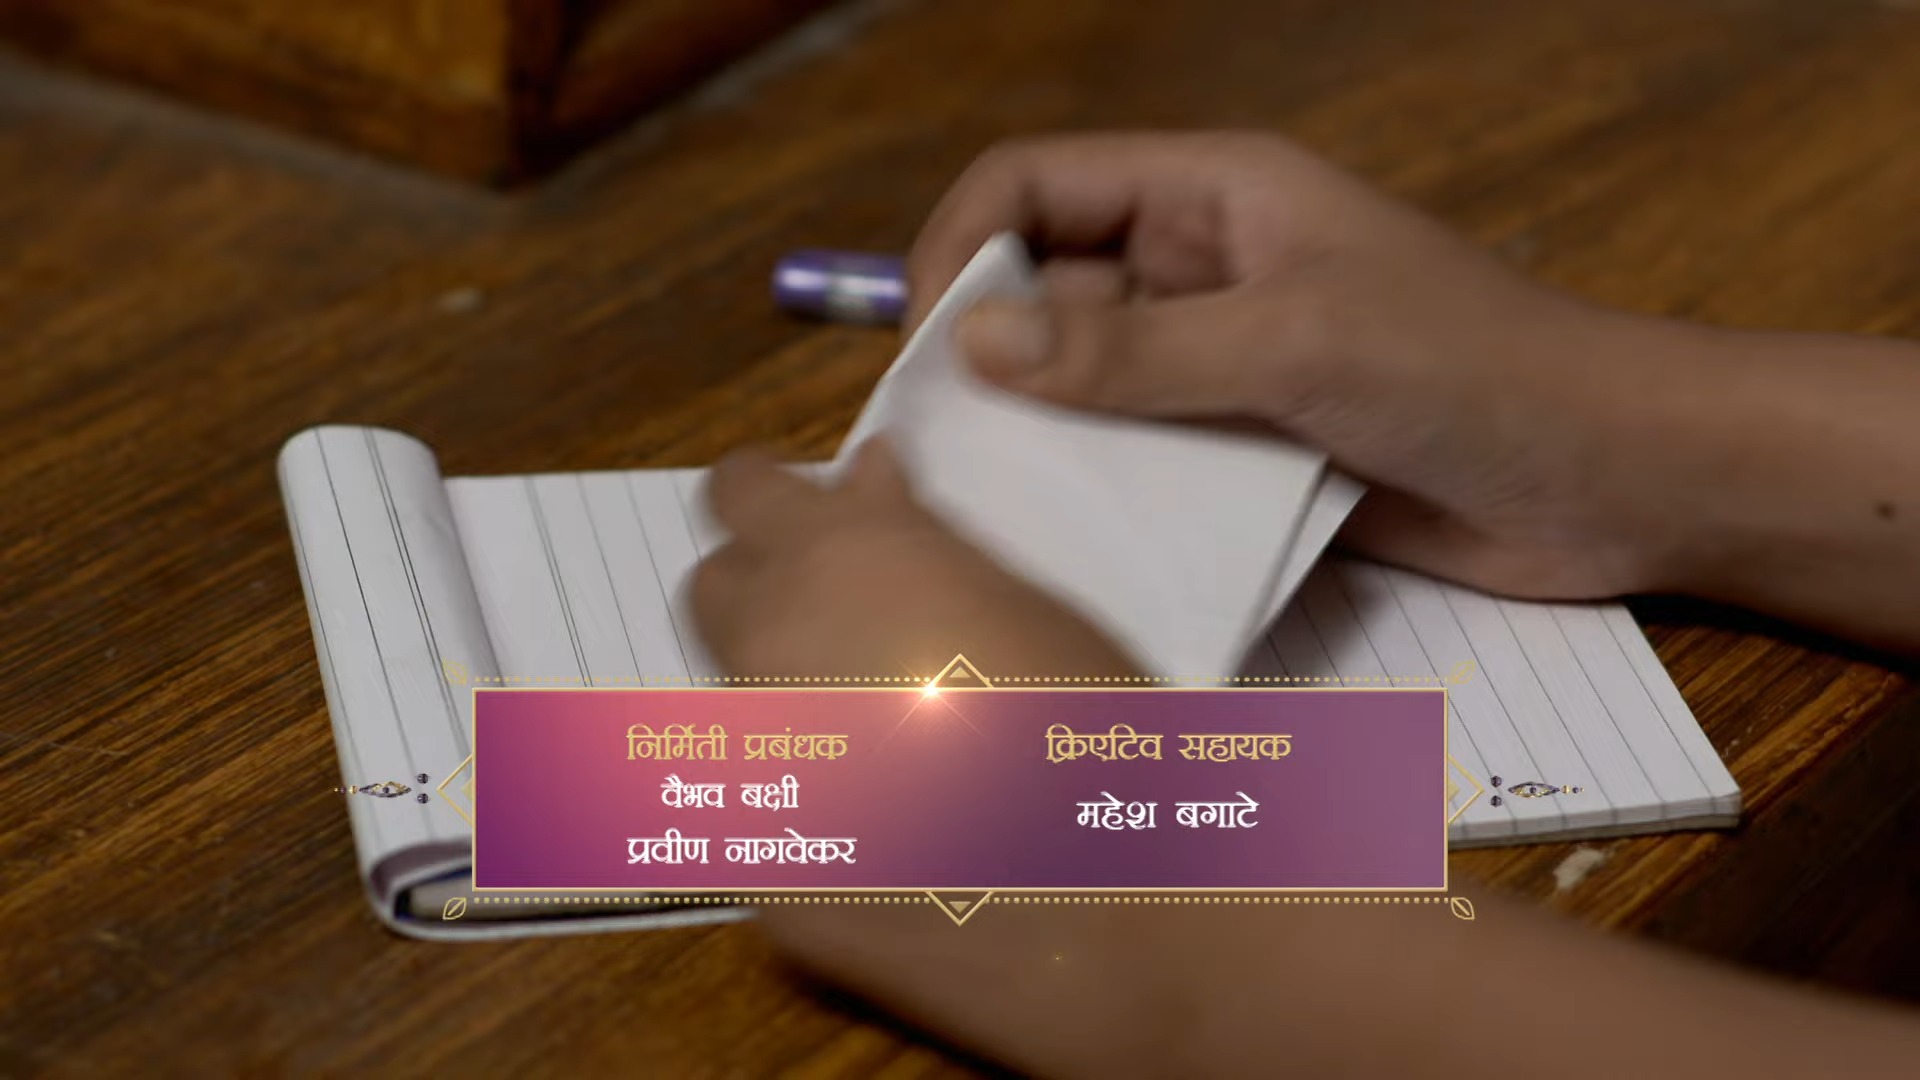 निर्मिती प्रबंधक
वैभव बक्षी
प्रवीण नागवेकर
क्रिएटिव सहायक
महेश बगाटे